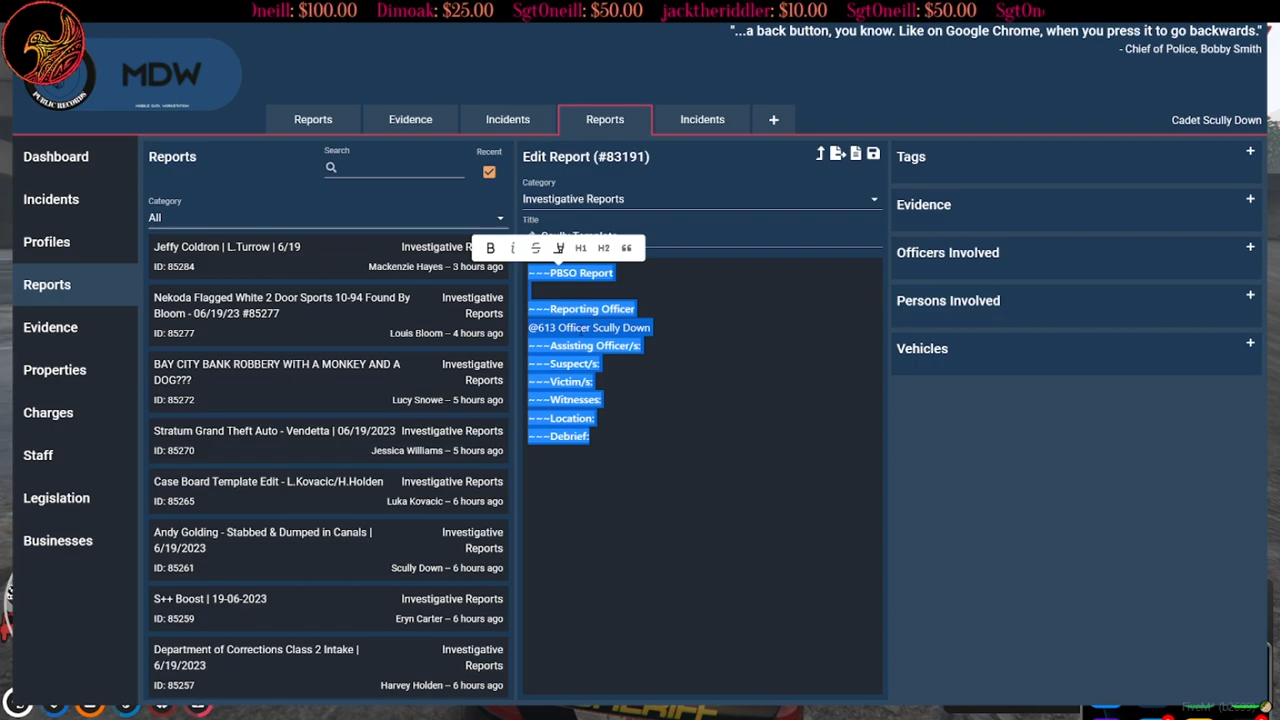 Oneill: $100.00 Dimoak: $25.00 SgtOneill: $50.00 jacktheriddler: $10.00 SgtOneill: $50.00 SgtOne
"...a back button, you know. Like on Google Chrome, when you press it to go backwards."
- Chief of Police, Bobby Smith
PUBLIC RECORDS
MDW
MOBILE DATA WORKSTATION
Reports Evidence Incidents Reports Incidents +
Cadet Scully Down
Dashboard
Incidents
Profiles
Reports
Evidence
Properties
Charges
Staff
Legislation
Businesses
Reports
Search
Recent
Category
All
Jeffy Coldron | L.Turrow | 6/19
Investigative R
ID: 85284
Mackenzie Hayes – 3 hours ago
Nekoda Flagged White 2 Door Sports 10-94 Found By
Bloom - 06/19/23 #85277
Investigative
Reports
ID: 85277
Louis Bloom – 4 hours ago
BAY CITY BANK ROBBERY WITH A MONKEY AND A
DOG???
Investigative
Reports
ID: 85272
Lucy Snowe – 5 hours ago
Stratum Grand Theft Auto - Vendetta | 06/19/2023
Investigative Reports
ID: 85270
Jessica Williams – 5 hours ago
Case Board Template Edit - L.Kovacic/H.Holden
Investigative Reports
ID: 85265
Luka Kovacic – 6 hours ago
Andy Golding - Stabbed & Dumped in Canals |
6/19/2023
Investigative
Reports
ID: 85261
Scully Down – 6 hours ago
S++ Boost | 19-06-2023
Investigative Reports
ID: 85259
Eryn Carter – 6 hours ago
Department of Corrections Class 2 Intake |
6/19/2023
Investigative
Reports
ID: 85257
Harvey Holden – 6 hours ago
Edit Report (#83191)
Category
Investigative Reports
Title
Scully Template
B i S H1 H2 ""
~~~PBSO Report
~~~Reporting Officer
@613 Officer Scully Down
~~~Assisting Officer/s:
~~~Suspect/s:
~~~Victim/s:
~~~Witnesses:
~~~Location:
~~~Debrief:
Tags +
Evidence +
Officers Involved +
Persons Involved +
Vehicles +